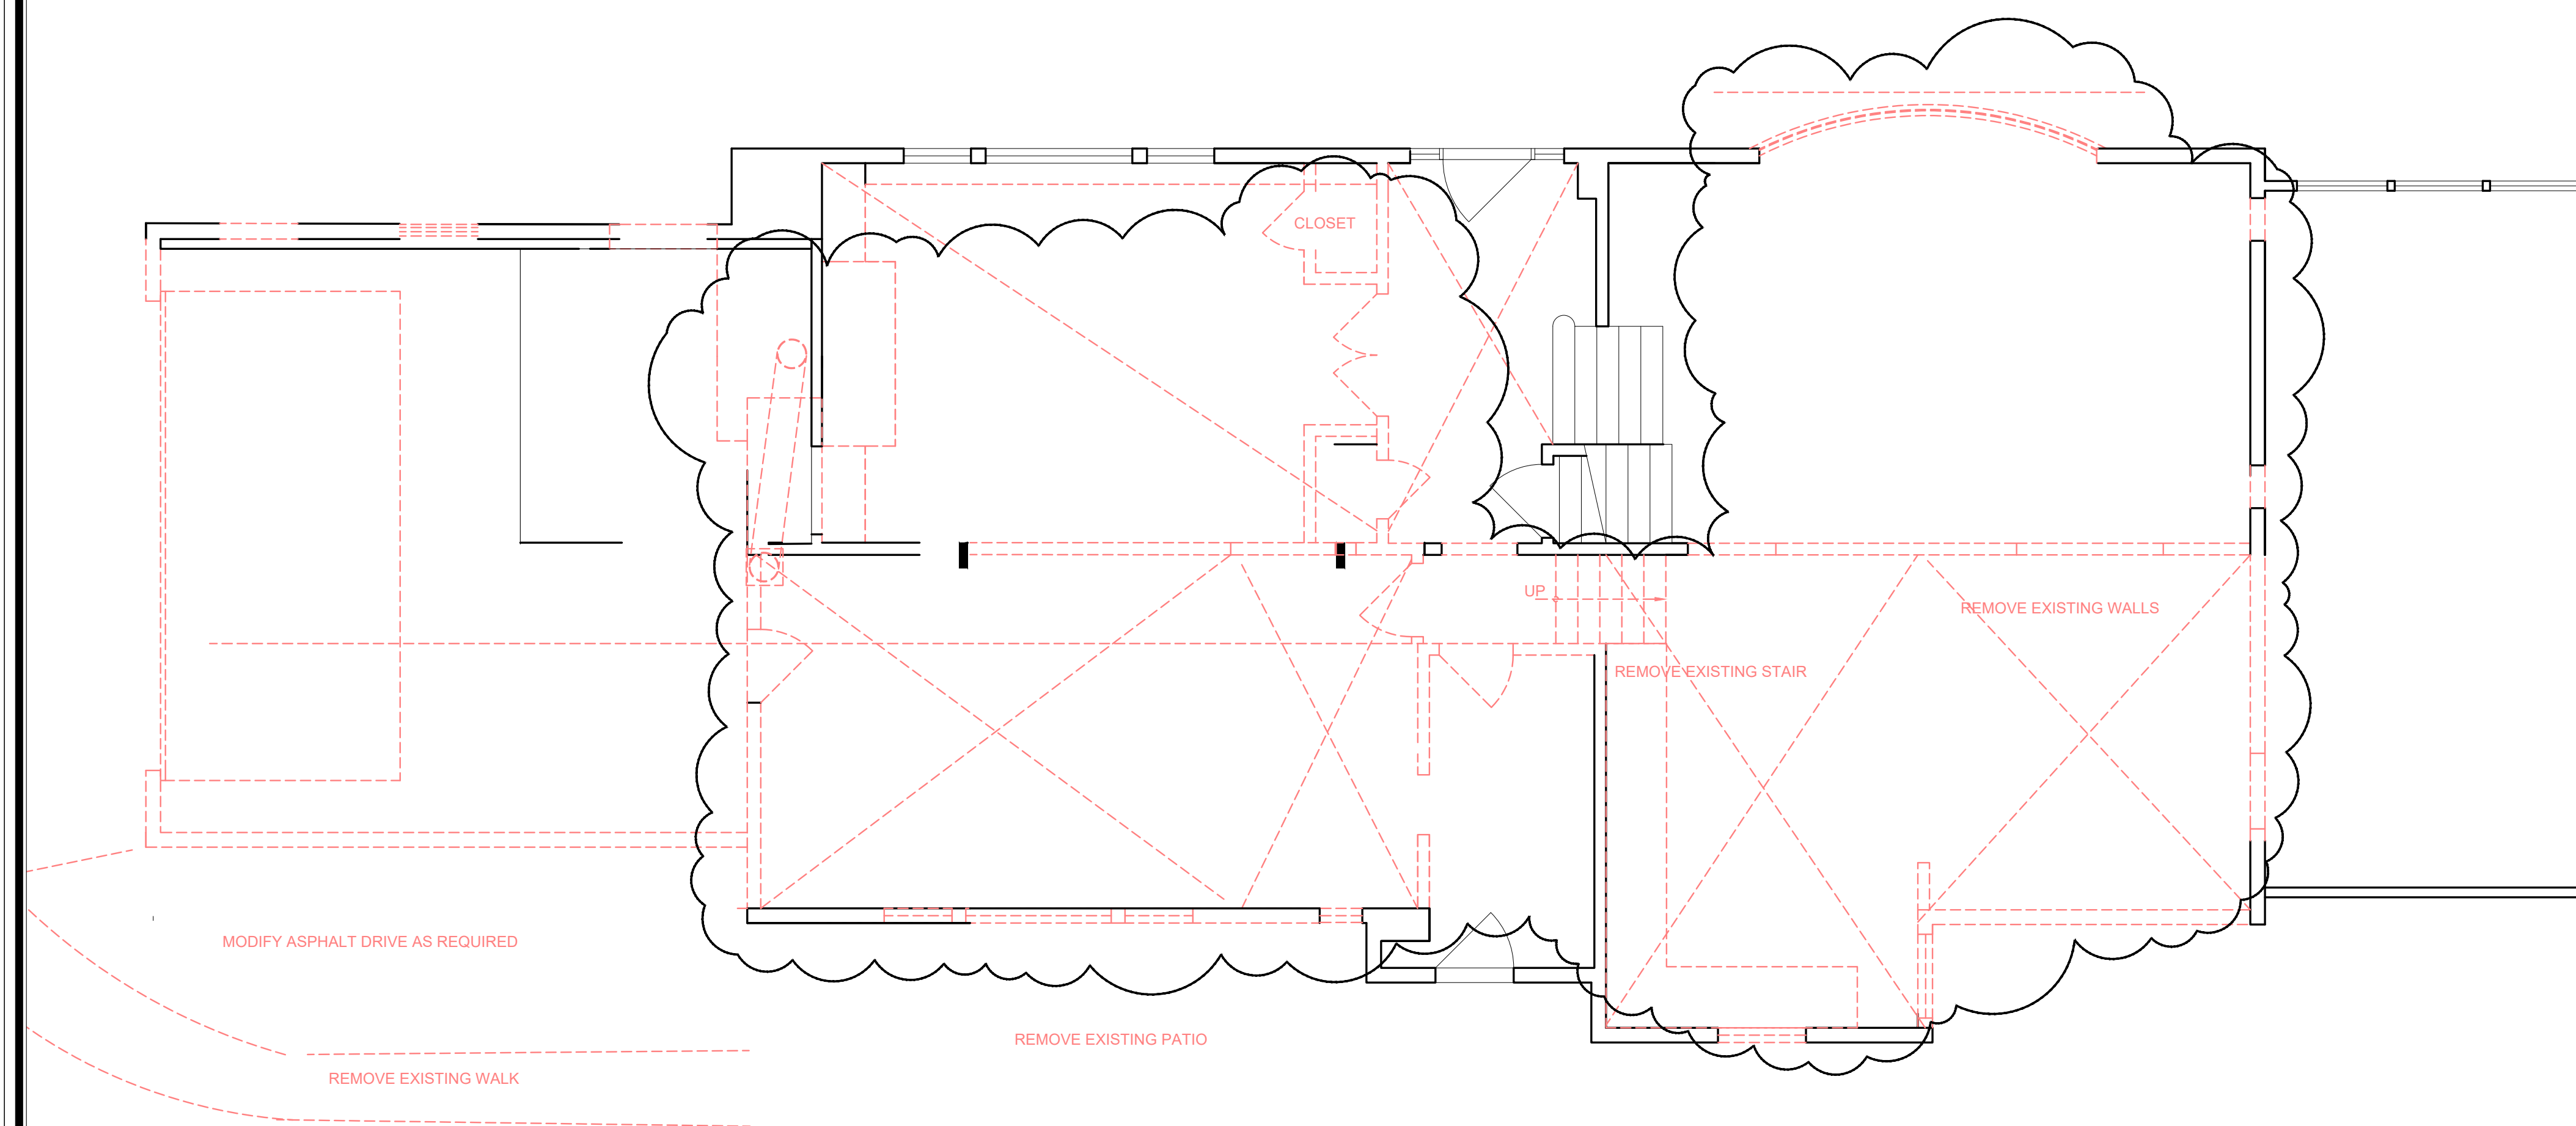 CLOSET
UP
REMOVE EXISTING WALLS
REMOVE EXISTING STAIR
MODIFY ASPHALT DRIVE AS REQUIRED
REMOVE EXISTING PATIO
REMOVE EXISTING WALK